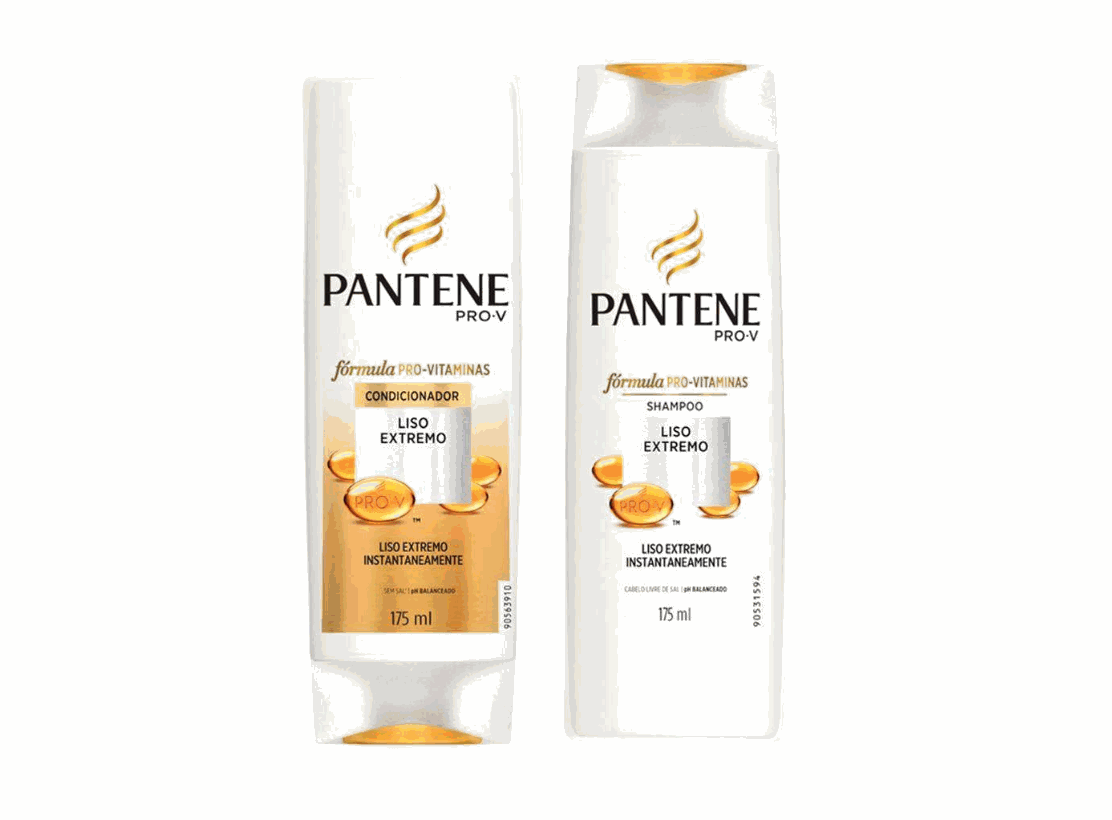 PANTENE
PRO-V
fórmula PRO-VITAMINAS
CONDICIONADOR
LISO
EXTREMO
PRO-V
™
LISO EXTREMO
INSTANTANEAMENTE
SEM SAL* | pH BALANCEADO
175 ml
90563910
PANTENE
PRO-V
fórmula PRO-VITAMINAS
SHAMPOO
LISO
EXTREMO
PRO-V
™
LISO EXTREMO
INSTANTANEAMENTE
CABELO LIVRE DE SAL | pH BALANCEADO
175 ml
90531594